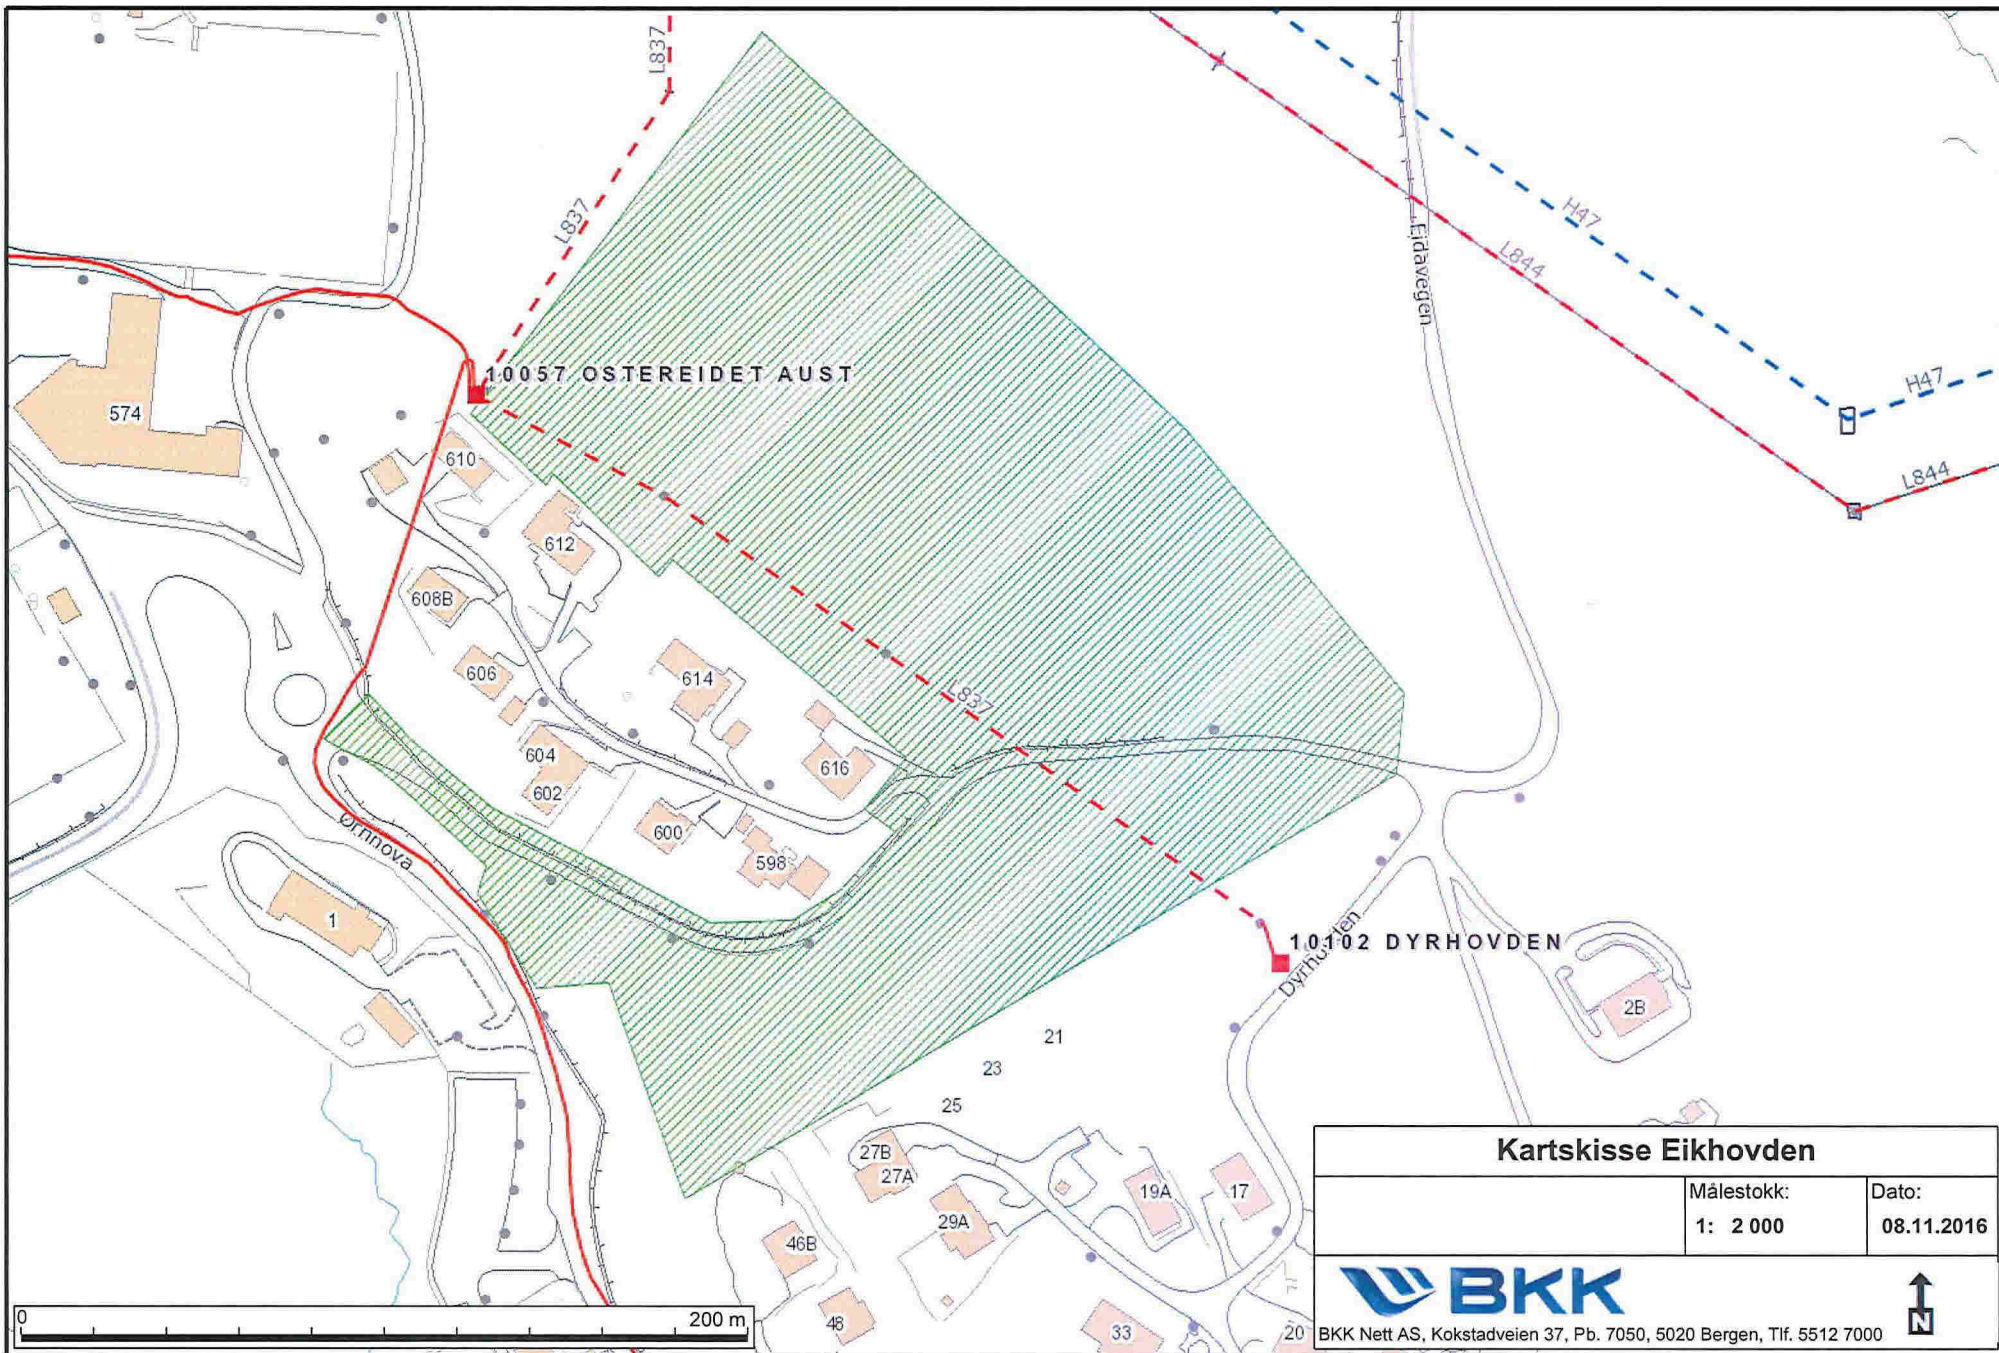 L837
L837
H47
L844
Eidavegen
10057 OSTEREIDET AUST
H47
574
610
L844
612
608B
606
614
L837
604
616
602
600
Ørnnova
598
1
10102 DYRHOVDEN
Dyrhovden
2B
21
23
25
27B
27A
19A
17
29A
46B
48
33
20
0
200 m
Kartskisse Eikhovden
Målestokk:
1: 2 000
Dato:
08.11.2016
BKK
BKK Nett AS, Kokstadveien 37, Pb. 7050, 5020 Bergen, Tlf. 5512 7000
N